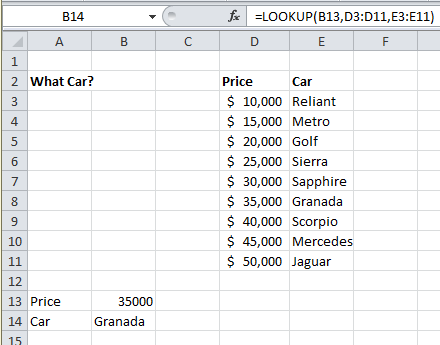 B14 fx =LOOKUP(B13,D3:D11,E3:E11)
A B C D E F
1
2 What Car? Price Car
3 $ 10,000 Reliant
4 $ 15,000 Metro
5 $ 20,000 Golf
6 $ 25,000 Sierra
7 $ 30,000 Sapphire
8 $ 35,000 Granada
9 $ 40,000 Scorpio
10 $ 45,000 Mercedes
11 $ 50,000 Jaguar
12
13 Price 35000
14 Car Granada
15